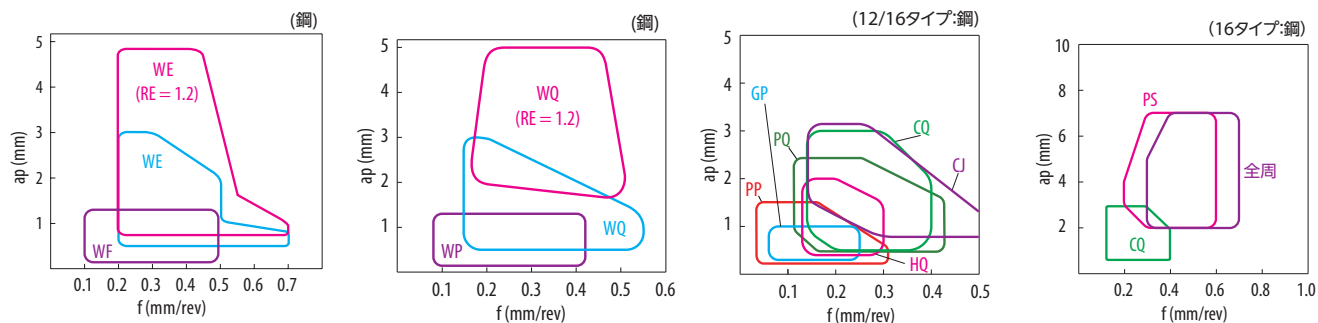 (鋼)
5
4
3
2
1
ap (mm)
WE
(RE = 1.2)
WE
WF
0.1
0.2
0.3
0.4
0.5
0.6
0.7
f (mm/rev)
(鋼)
5
4
3
2
1
ap (mm)
WQ
(RE = 1.2)
WQ
WP
0.1
0.2
0.3
0.4
0.5
0.6
f (mm/rev)
(12/16タイプ:鋼)
5
4
3
2
1
0
ap (mm)
GP
PQ
PP
CQ
CJ
HQ
0.1
0.2
0.3
0.4
0.5
f (mm/rev)
(16タイプ:鋼)
10
8
6
4
2
0
ap (mm)
PS
全周
CQ
0.2
0.4
0.6
0.8
1.0
f (mm/rev)